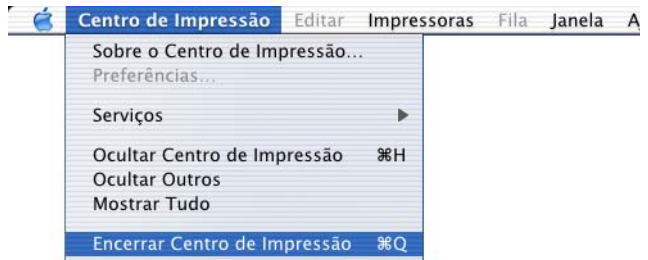 Centro de Impressão Editar Impressoras Fila Janela A
Sobre o Centro de Impressão...
Preferências...
Serviços
Ocultar Centro de Impressão ⌘H
Ocultar Outros
Mostrar Tudo
Encerrar Centro de Impressão ⌘Q